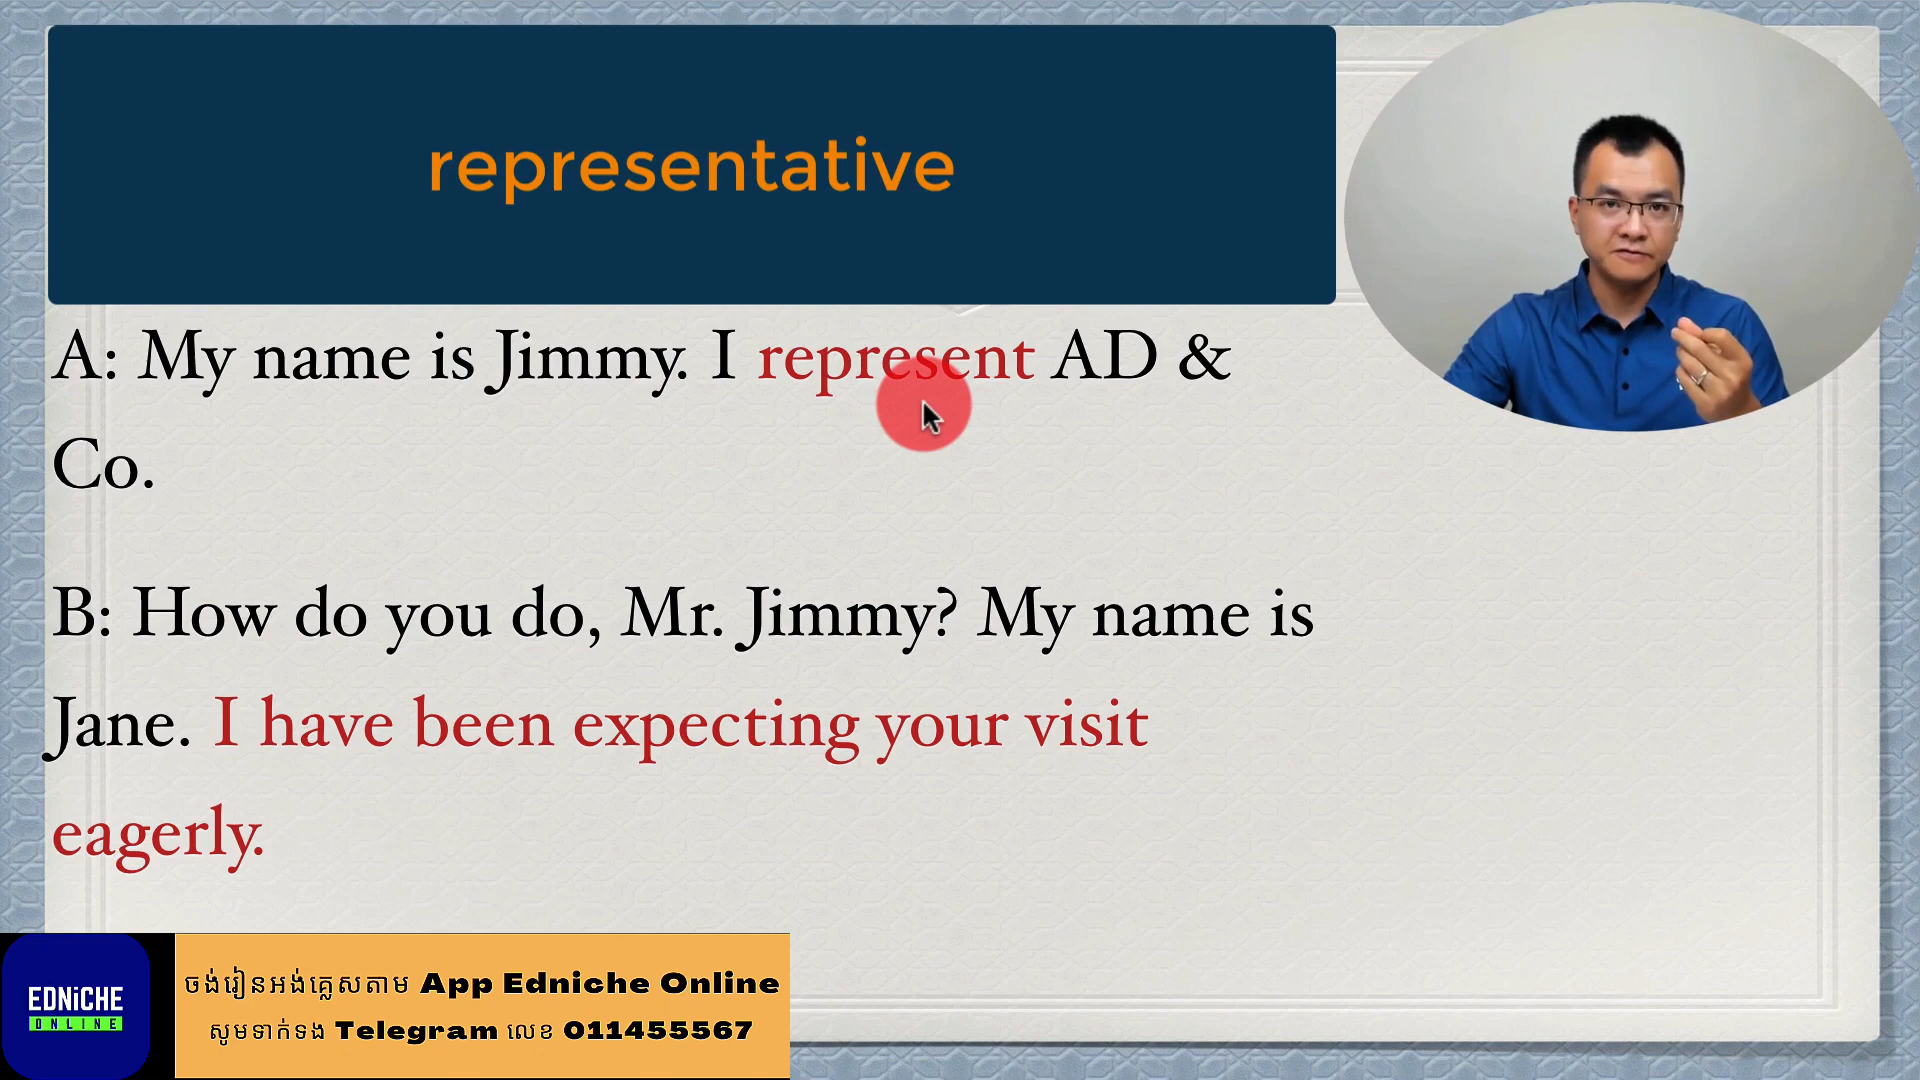 representative
A: My name is Jimmy. I represent AD &
Co.
B: How do you do, Mr. Jimmy? My name is
Jane. I have been expecting your visit
eagerly.
EDNiCHE
ONLINE
ចង់រៀនអង់គ្លេសតាម App Edniche Online
សូមទាក់ទង Telegram លេខ 011455567